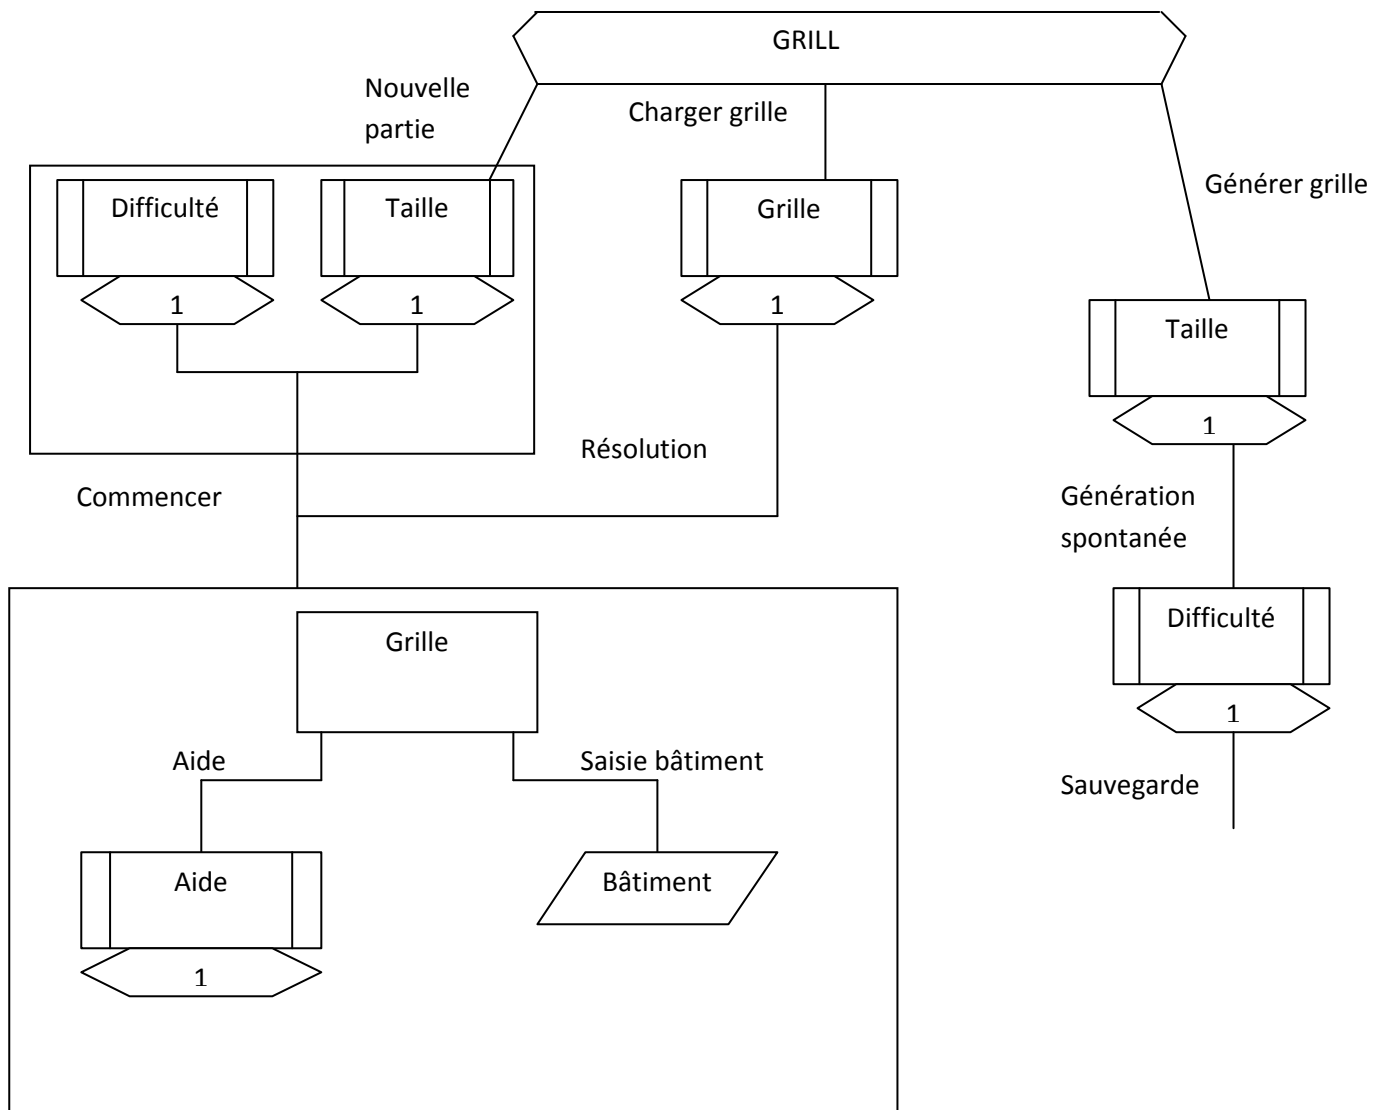 GRILL
Nouvelle
partie
Charger grille
Générer grille
Difficulté
Taille
Grille
1
1
1
Taille
1
Résolution
Commencer
Génération
spontanée
Difficulté
1
Sauvegarde
Grille
Aide
Saisie bâtiment
Aide
Bâtiment
1